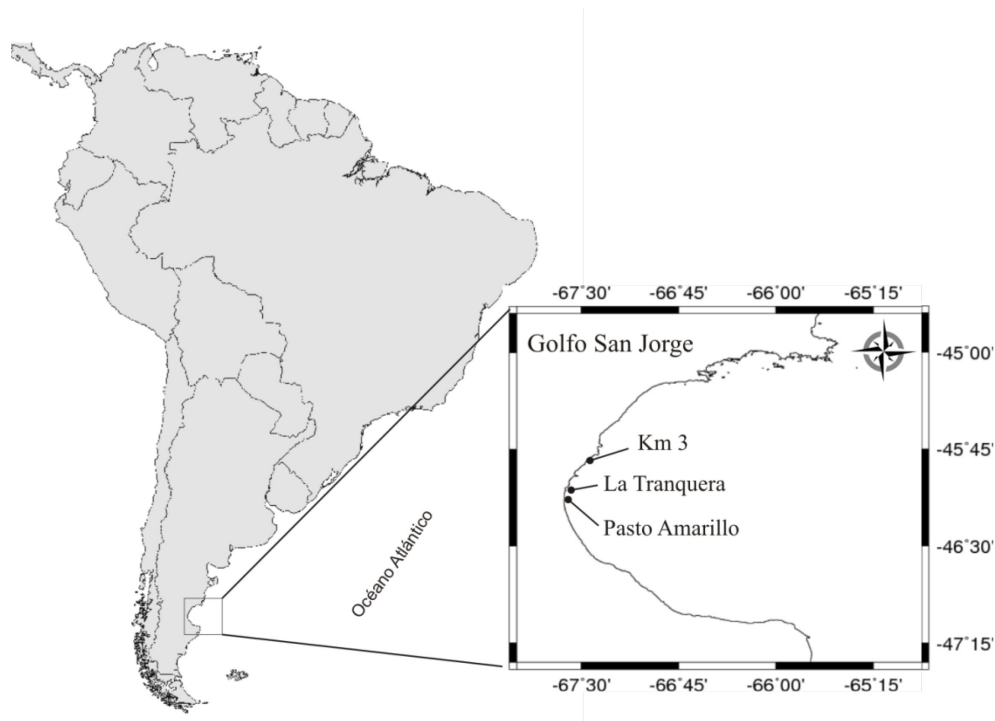 -67˚30' -66˚45' -66˚00' -65˚15'
Golfo San Jorge
-45˚00'
Km 3
-45˚45'
La Tranquera
Pasto Amarillo
-46˚30'
Océano Atlántico
-47˚15'
-67˚30' -66˚45' -66˚00' -65˚15'